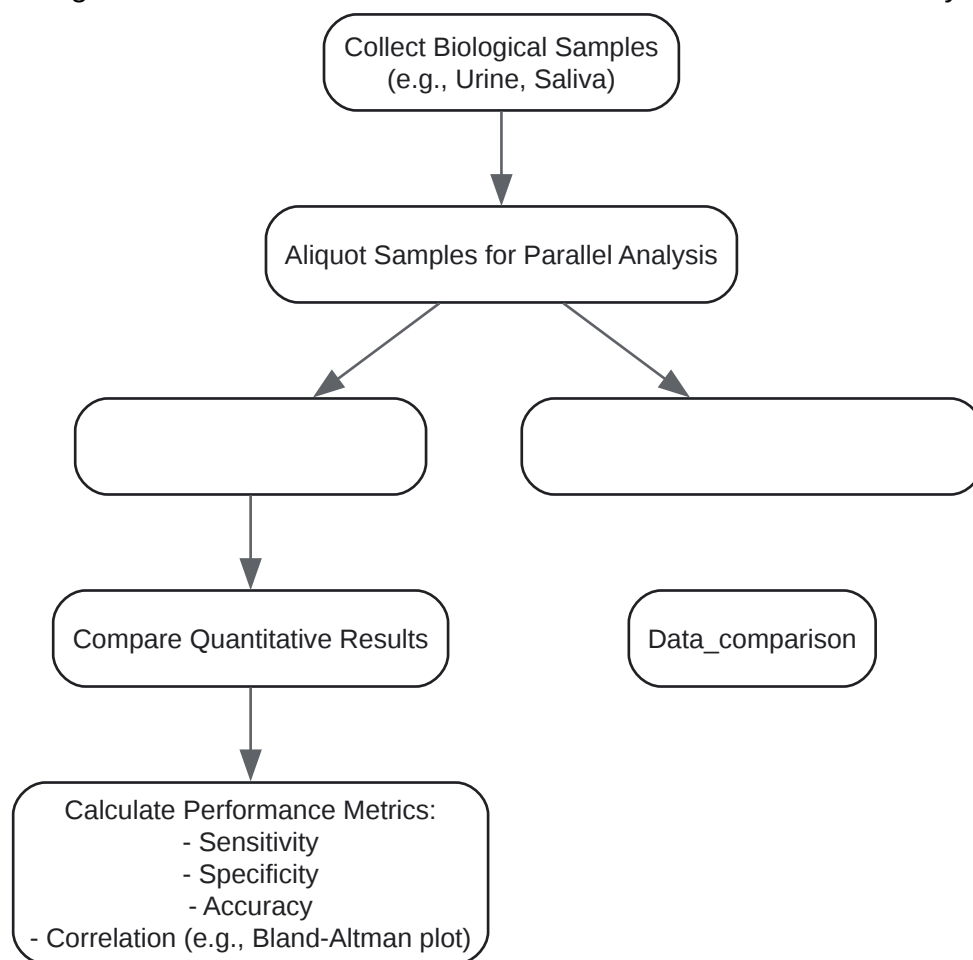 Collect Biological Samples
(e.g., Urine, Saliva)
Aliquot Samples for Parallel Analysis
Compare Quantitative Results
Data_comparison
Calculate Performance Metrics:
- Sensitivity
- Specificity
- Accuracy
- Correlation (e.g., Bland-Altman plot)